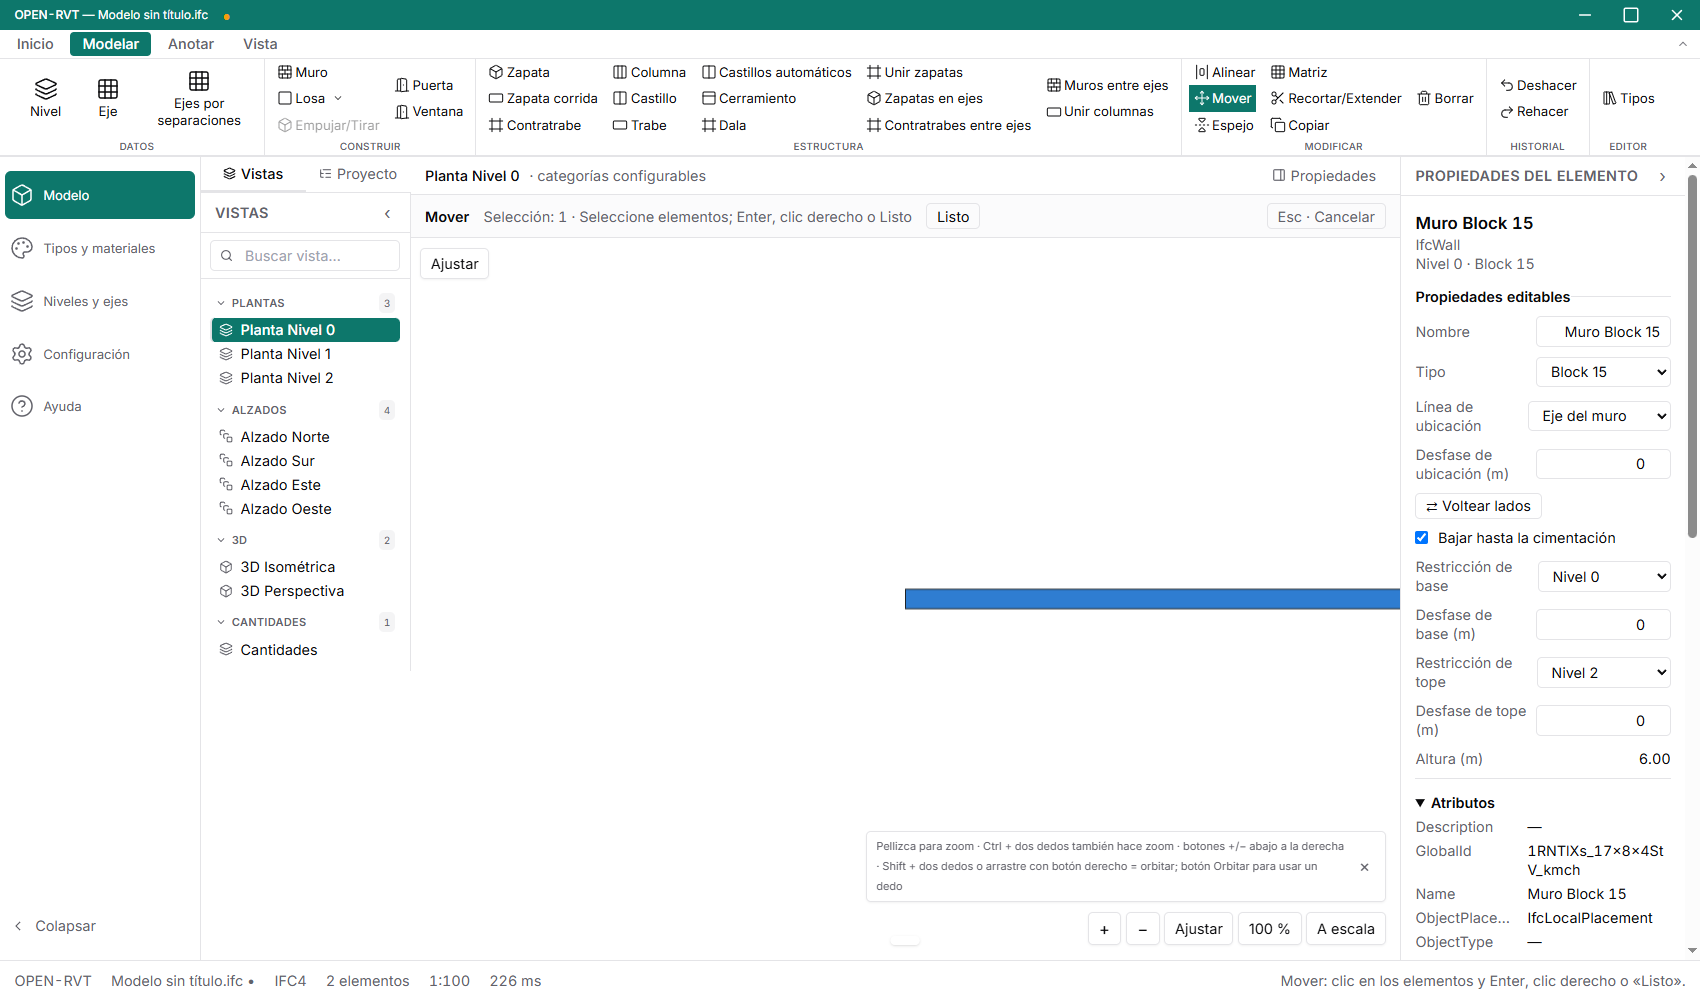 OPEN-RVT — Modelo sin título.ifc
Inicio
Modelar
Anotar
Vista
Nivel
Eje
Ejes por
separaciones
DATOS
Muro
Losa
Empujar/Tirar
Puerta
Ventana
CONSTRUIR
Zapata
Zapata corrida
Contratrabe
Columna
Castillo
Trabe
Castillos automáticos
Cerramiento
Dala
Unir zapatas
Zapatas en ejes
Contratrabes entre ejes
Muros entre ejes
Unir columnas
ESTRUCTURA
Alinear
Mover
Espejo
Matriz
Recortar/Extender
Copiar
Borrar
MODIFICAR
Deshacer
Rehacer
HISTORIAL
Tipos
EDITOR
Modelo
Tipos y materiales
Niveles y ejes
Configuración
Ayuda
Colapsar
Vistas
Proyecto
VISTAS
Buscar vista...
PLANTAS 3
Planta Nivel 0
Planta Nivel 1
Planta Nivel 2
ALZADOS 4
Alzado Norte
Alzado Sur
Alzado Este
Alzado Oeste
3D 2
3D Isométrica
3D Perspectiva
CANTIDADES 1
Cantidades
Planta Nivel 0 · categorías configurables
Propiedades
Mover Selección: 1 · Seleccione elementos; Enter, clic derecho o Listo
Listo
Esc · Cancelar
Ajustar
Pellizca para zoom · Ctrl + dos dedos también hace zoom · botones +/− abajo a la derecha
· Shift + dos dedos o arrastre con botón derecho = orbitar; botón Orbitar para usar un
dedo
+
−
Ajustar
100 %
A escala
PROPIEDADES DEL ELEMENTO
Muro Block 15
IfcWall
Nivel 0 · Block 15
Propiedades editables
Nombre
Muro Block 15
Tipo
Block 15
Línea de
ubicación
Eje del muro
Desfase de
ubicación (m)
0
⇄ Voltear lados
Bajar hasta la cimentación
Restricción de
base
Nivel 0
Desfase de
base (m)
0
Restricción de
tope
Nivel 2
Desfase de tope
(m)
0
Altura (m)
6.00
Atributos
Description
—
GlobalId
1RNTlXs_17×8×4St
V_kmch
Name
Muro Block 15
ObjectPlace...
IfcLocalPlacement
ObjectType
—
OPEN-RVT
Modelo sin título.ifc •
IFC4
2 elementos
1:100
226 ms
Mover: clic en los elementos y Enter, clic derecho o «Listo».